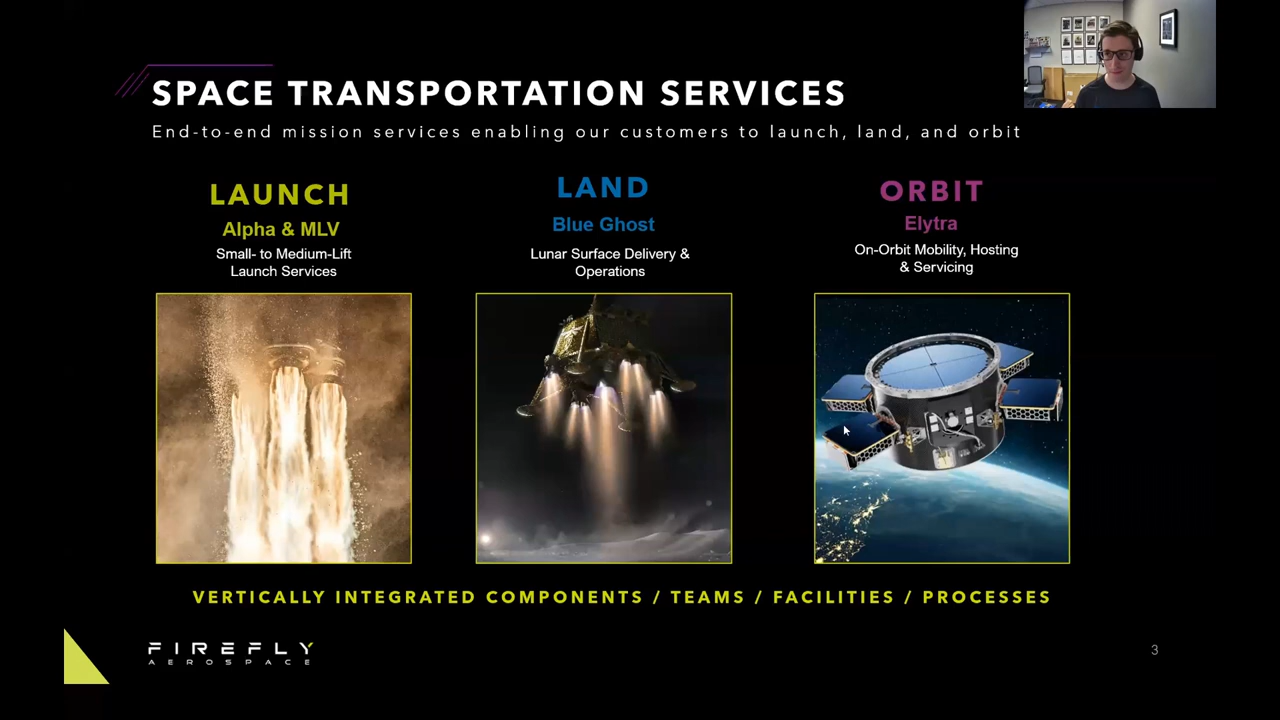 SPACE TRANSPORTATION SERVICES
End-to-end mission services enabling our customers to launch, land, and orbit
LAUNCH
Alpha & MLV
Small- to Medium-Lift
Launch Services
LAND
Blue Ghost
Lunar Surface Delivery &
Operations
ORBIT
Elytra
On-Orbit Mobility, Hosting
& Servicing
VERTICALLY INTEGRATED COMPONENTS / TEAMS / FACILITIES / PROCESSES
FIREFLY
AEROSPACE
3